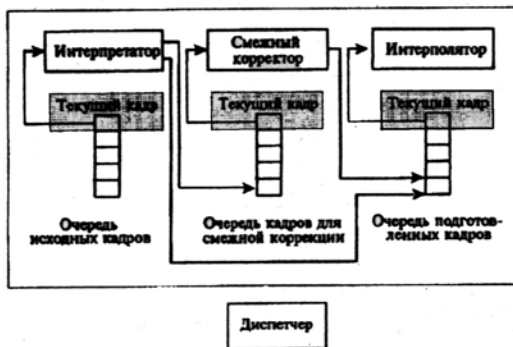 Интерпретатор
Смежный
корректор
Интерполятор
Текущий кадр
Текущий кадр
Текущий кадр
Очередь
исходных кадров
Очередь кадров для
смежной коррекции
Очередь подготов-
ленных кадров
Диспетчер